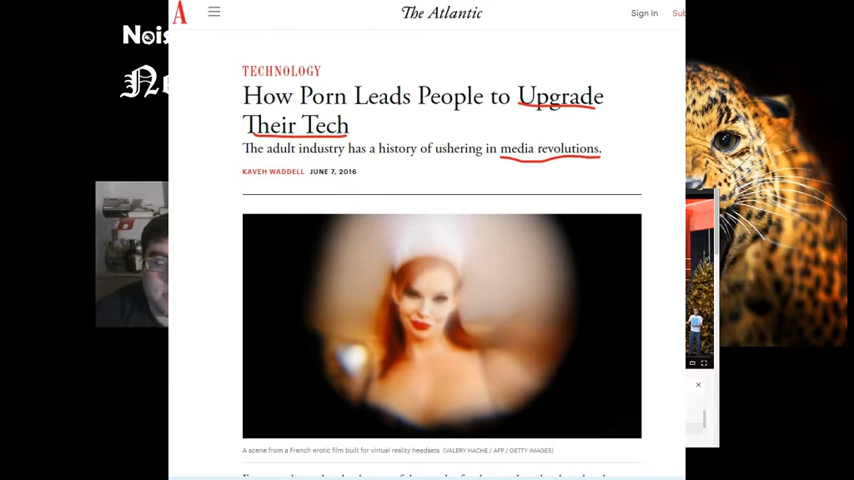 The Atlantic
Sign In
TECHNOLOGY
How Porn Leads People to Upgrade
Their Tech
The adult industry has a history of ushering in media revolutions.
KAVEH WADDELL JUNE 7, 2016
A scene from a French erotic film built for virtual reality headsets (VALERY HACHE / AFP / GETTY IMAGES)